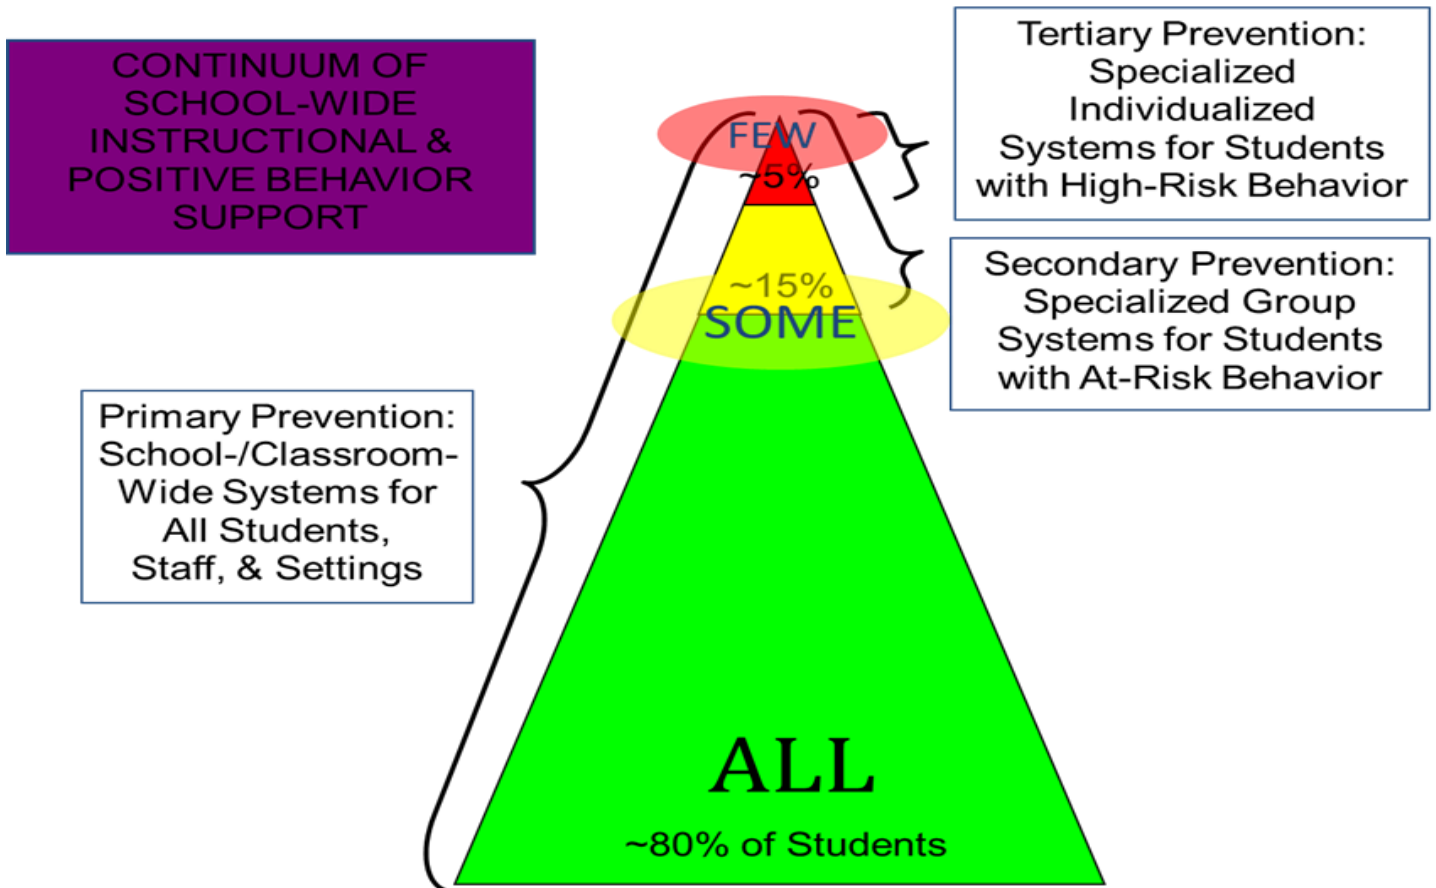 CONTINUUM OF
SCHOOL-WIDE
INSTRUCTIONAL &
POSITIVE BEHAVIOR
SUPPORT
Tertiary Prevention:
Specialized
Individualized
Systems for Students
with High-Risk Behavior
FEW
~5%
Secondary Prevention:
Specialized Group
Systems for Students
with At-Risk Behavior
~15%
SOME
Primary Prevention:
School-/Classroom-
Wide Systems for
All Students,
Staff, & Settings
ALL
~80% of Students